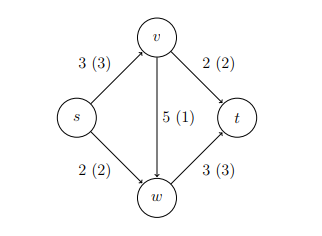 v
3 (3) 2 (2)
s 5 (1) t
2 (2) 3 (3)
w